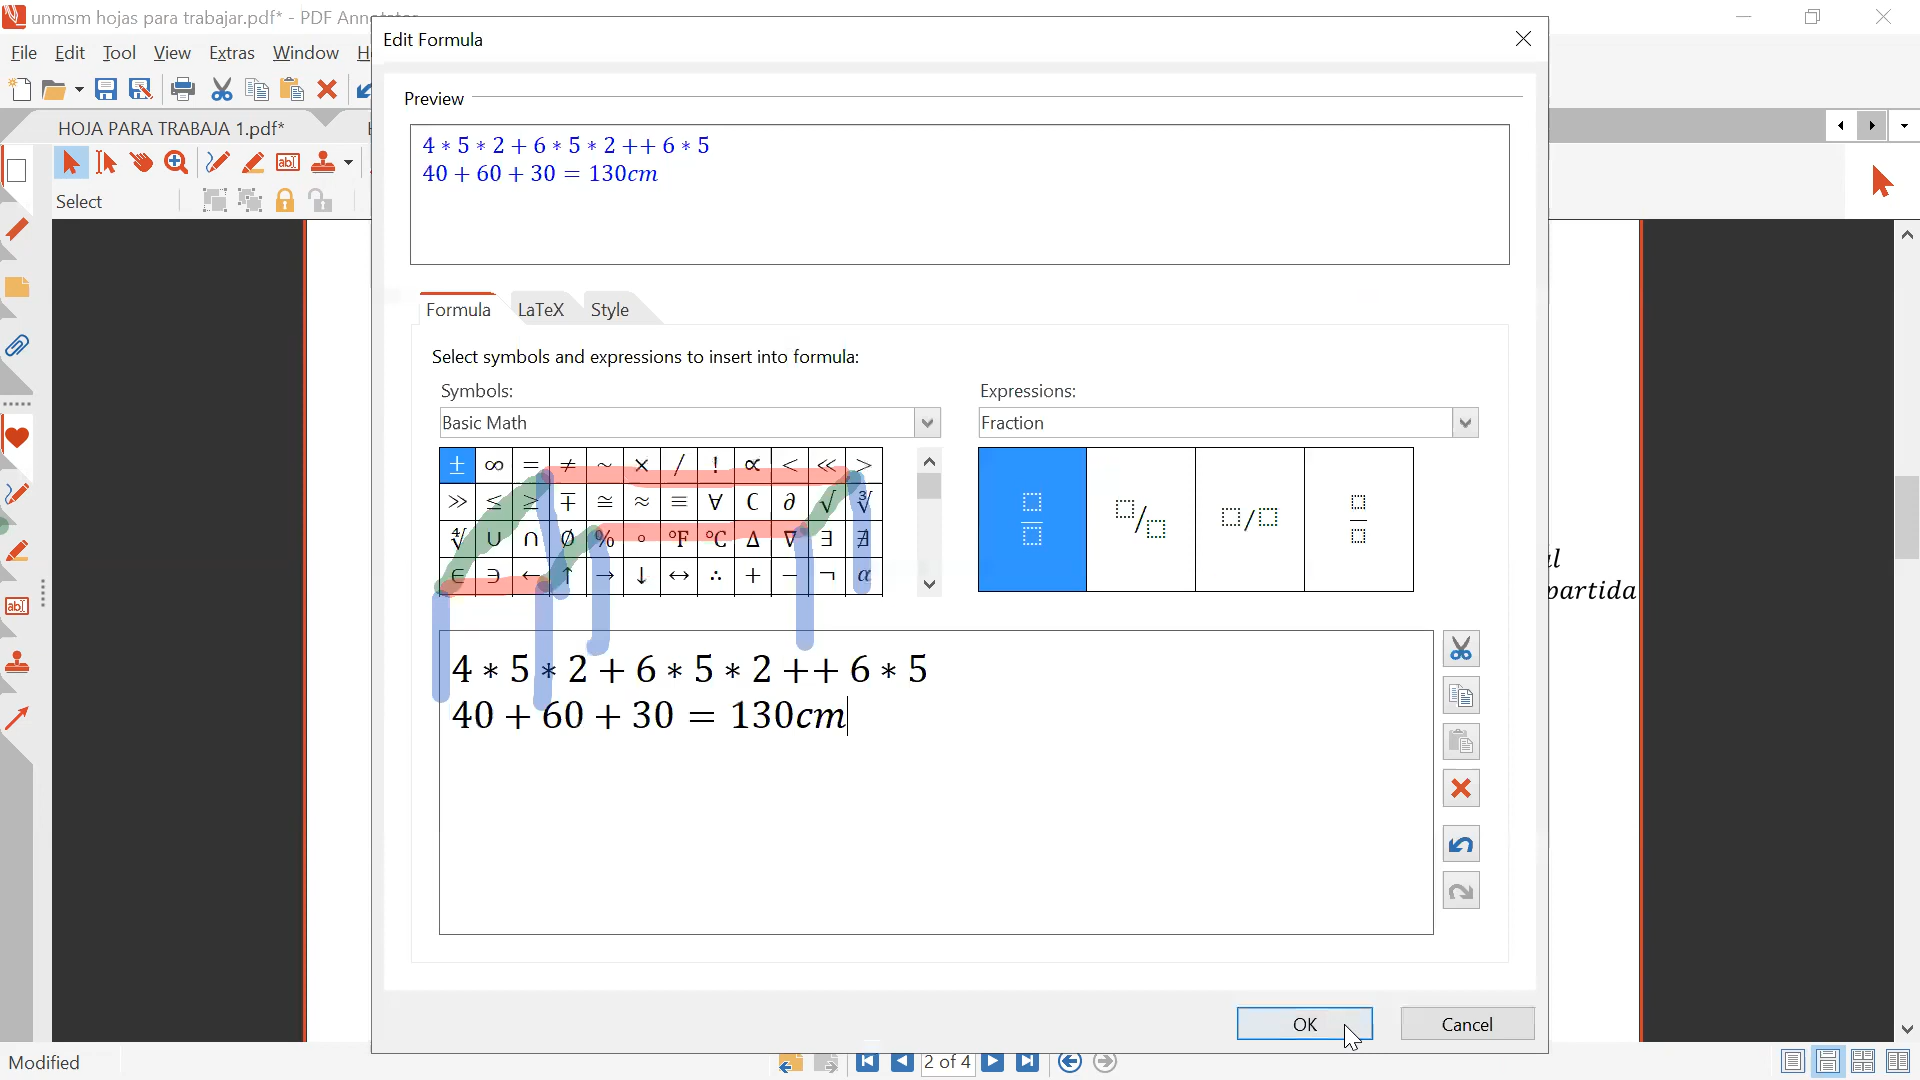 unmsm hojas para trabajar.pdf* - PDF Annotator
File Edit Tool View Extras Window
HOJA PARA TRABAJA 1.pdf*
Select
Edit Formula
Preview
4 * 5 * 2 + 6 * 5 * 2 ++ 6 * 5
40 + 60 + 30 = 130cm
Formula LaTeX Style
Select symbols and expressions to insert into formula:
Symbols: Expressions:
Basic Math Fraction
± ∞ = ≠ ~ × / ! ∝ < ≪ >
≫ ≤ ≥ ∓ ≅ ≈ ≡ ∀ C ∂ √ ∛
∜ ∪ ∩ ∅ % ° °F °C ∆ ∇ ∃ ∄
∈ ∋ ← ↑ → ↓ ↔ ∴ + − ¬ α
partida
4 * 5 * 2 + 6 * 5 * 2 ++ 6 * 5
40 + 60 + 30 = 130cm
OK Cancel
Modified
2 of 4